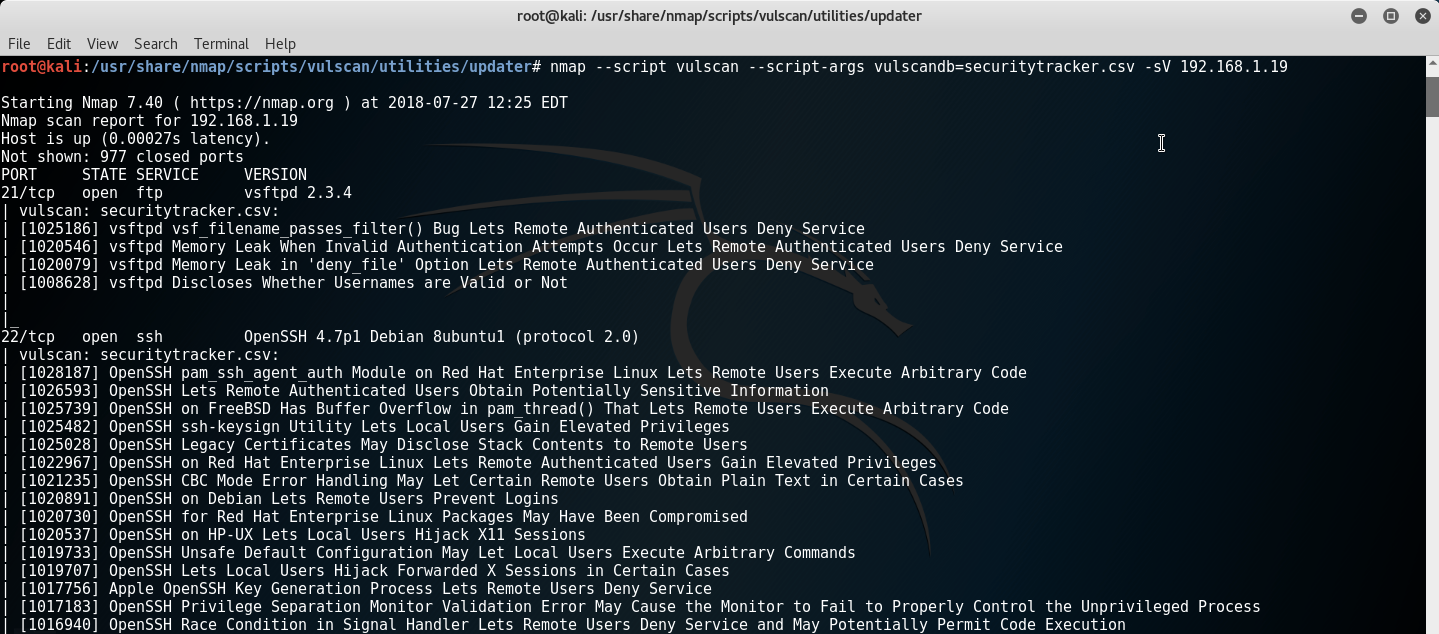 root@kali: /usr/share/nmap/scripts/vulscan/utilities/updater
File Edit View Search Terminal Help
root@kali:/usr/share/nmap/scripts/vulscan/utilities/updater# nmap --script vulscan --script-args vulscandb=securitytracker.csv -sV 192.168.1.19
Starting Nmap 7.40 ( https://nmap.org ) at 2018-07-27 12:25 EDT
Nmap scan report for 192.168.1.19
Host is up (0.00027s latency).
Not shown: 977 closed ports
PORT     STATE SERVICE     VERSION
21/tcp   open  ftp         vsftpd 2.3.4
| vulscan: securitytracker.csv:
| [1025186] vsftpd vsf_filename_passes_filter() Bug Lets Remote Authenticated Users Deny Service
| [1020546] vsftpd Memory Leak When Invalid Authentication Attempts Occur Lets Remote Authenticated Users Deny Service
| [1020079] vsftpd Memory Leak in 'deny_file' Option Lets Remote Authenticated Users Deny Service
| [1008628] vsftpd Discloses Whether Usernames are Valid or Not
|
|_
22/tcp   open  ssh         OpenSSH 4.7p1 Debian 8ubuntu1 (protocol 2.0)
| vulscan: securitytracker.csv:
| [1028187] OpenSSH pam_ssh_agent_auth Module on Red Hat Enterprise Linux Lets Remote Users Execute Arbitrary Code
| [1026593] OpenSSH Lets Remote Authenticated Users Obtain Potentially Sensitive Information
| [1025739] OpenSSH on FreeBSD Has Buffer Overflow in pam_thread() That Lets Remote Users Execute Arbitrary Code
| [1025482] OpenSSH ssh-keysign Utility Lets Local Users Gain Elevated Privileges
| [1025028] OpenSSH Legacy Certificates May Disclose Stack Contents to Remote Users
| [1022967] OpenSSH on Red Hat Enterprise Linux Lets Remote Authenticated Users Gain Elevated Privileges
| [1021235] OpenSSH CBC Mode Error Handling May Let Certain Remote Users Obtain Plain Text in Certain Cases
| [1020891] OpenSSH on Debian Lets Remote Users Prevent Logins
| [1020730] OpenSSH for Red Hat Enterprise Linux Packages May Have Been Compromised
| [1020537] OpenSSH on HP-UX Lets Local Users Hijack X11 Sessions
| [1019733] OpenSSH Unsafe Default Configuration May Let Local Users Execute Arbitrary Commands
| [1019707] OpenSSH Lets Local Users Hijack Forwarded X Sessions in Certain Cases
| [1017756] Apple OpenSSH Key Generation Process Lets Remote Users Deny Service
| [1017183] OpenSSH Privilege Separation Monitor Validation Error May Cause the Monitor to Fail to Properly Control the Unprivileged Process
| [1016940] OpenSSH Race Condition in Signal Handler Lets Remote Users Deny Service and May Potentially Permit Code Execution